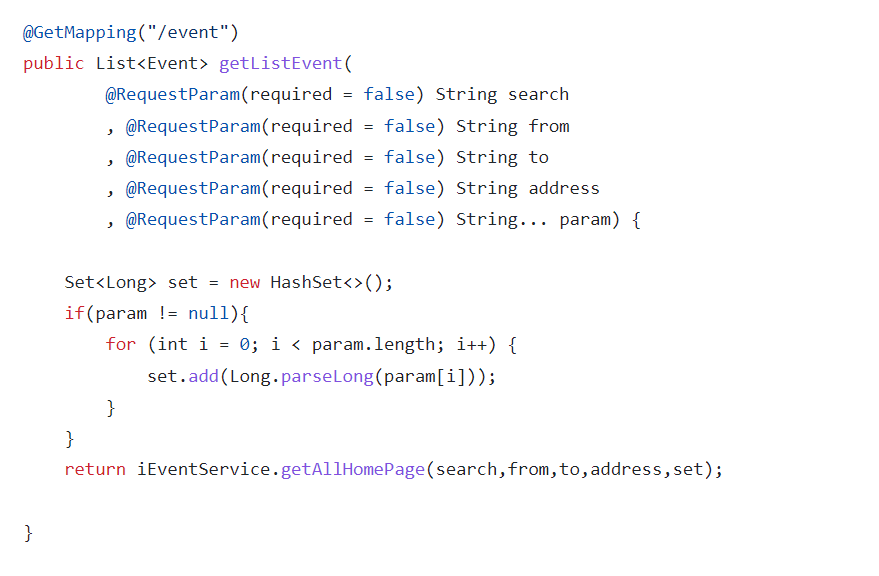 @GetMapping("/event")
public List<Event> getListEvent(
        @RequestParam(required = false) String search
        , @RequestParam(required = false) String from
        , @RequestParam(required = false) String to
        , @RequestParam(required = false) String address
        , @RequestParam(required = false) String... param) {

    Set<Long> set = new HashSet<>();
    if(param != null){
        for (int i = 0; i < param.length; i++) {
            set.add(Long.parseLong(param[i]));
        }
    }
    return iEventService.getAllHomePage(search,from,to,address,set);

}